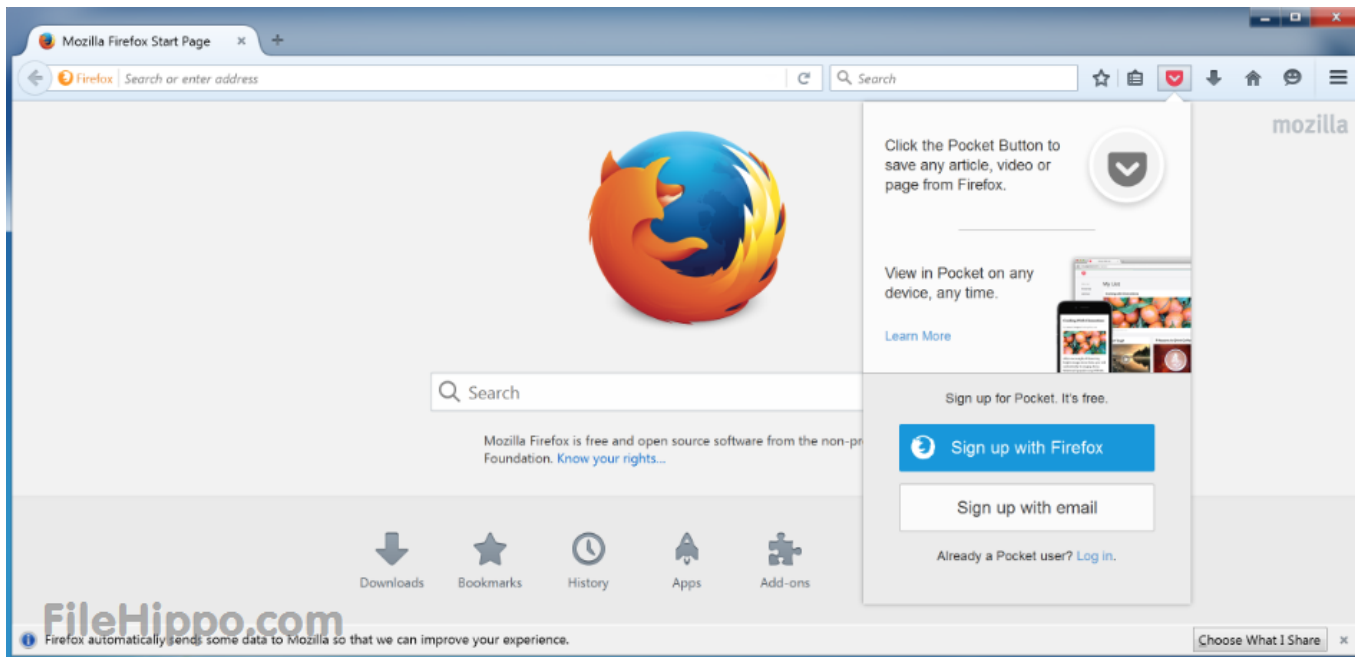 Mozilla Firefox Start Page
Firefox
Search or enter address
Search
mozilla
Click the Pocket Button to
save any article, video or
page from Firefox.
View in Pocket on any
device, any time.
Learn More
My List
Search
Mozilla Firefox is free and open source software from the non-pr
Foundation. Know your rights...
Sign up for Pocket. It's free.
Sign up with Firefox
Sign up with email
Already a Pocket user? Log in.
Downloads
Bookmarks
History
Apps
Add-ons
FileHippo.com
Firefox automatically sends some data to Mozilla so that we can improve your experience.
Choose What I Share